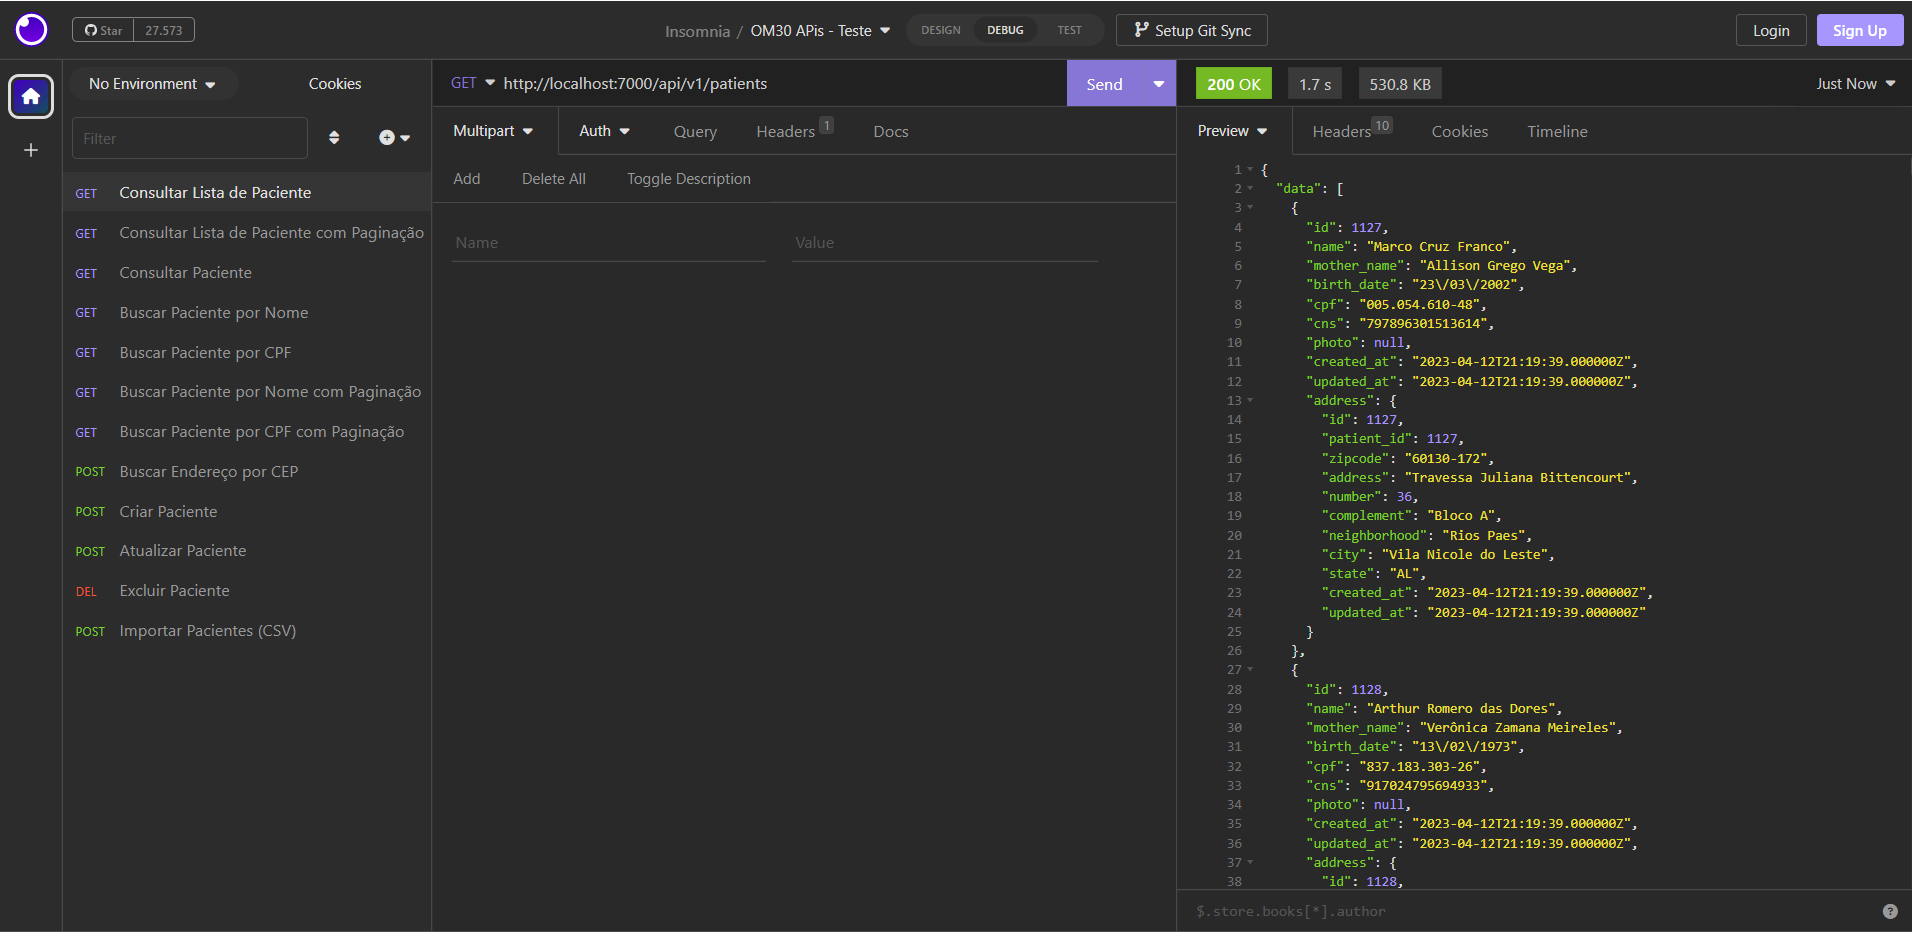 Star 27.573
Insomnia / OM30 APis - Teste
DESIGN DEBUG TEST
Setup Git Sync
Login
Sign Up
No Environment
Cookies
Filter
GET Consultar Lista de Paciente
GET Consultar Lista de Paciente com Paginação
GET Consultar Paciente
GET Buscar Paciente por Nome
GET Buscar Paciente por CPF
GET Buscar Paciente por Nome com Paginação
GET Buscar Paciente por CPF com Paginação
POST Buscar Endereço por CEP
POST Criar Paciente
POST Atualizar Paciente
DEL Excluir Paciente
POST Importar Pacientes (CSV)
GET http://localhost:7000/api/v1/patients
Send
Multipart Auth Query Headers 1 Docs
Add Delete All Toggle Description
Name Value
200 OK 1.7 s 530.8 KB
Just Now
Preview Headers 10 Cookies Timeline
1 {
2 "data": [
3 {
4 "id": 1127,
5 "name": "Marco Cruz Franco",
6 "mother_name": "Allison Grego Vega",
7 "birth_date": "23\/03\/2002",
8 "cpf": "005.054.610-48",
9 "cns": "797896301513614",
10 "photo": null,
11 "created_at": "2023-04-12T21:19:39.000000Z",
12 "updated_at": "2023-04-12T21:19:39.000000Z",
13 "address": {
14 "id": 1127,
15 "patient_id": 1127,
16 "zipcode": "60130-172",
17 "address": "Travessa Juliana Bittencourt",
18 "number": 36,
19 "complement": "Bloco A",
20 "neighborhood": "Rios Paes",
21 "city": "Vila Nicole do Leste",
22 "state": "AL",
23 "created_at": "2023-04-12T21:19:39.000000Z",
24 "updated_at": "2023-04-12T21:19:39.000000Z"
25 }
26 },
27 {
28 "id": 1128,
29 "name": "Arthur Romero das Dores",
30 "mother_name": "Verônica Zamana Meireles",
31 "birth_date": "13\/02\/1973",
32 "cpf": "837.183.303-26",
33 "cns": "917024795694933",
34 "photo": null,
35 "created_at": "2023-04-12T21:19:39.000000Z",
36 "updated_at": "2023-04-12T21:19:39.000000Z",
37 "address": {
38 "id": 1128,
$.store.books[*].author
?